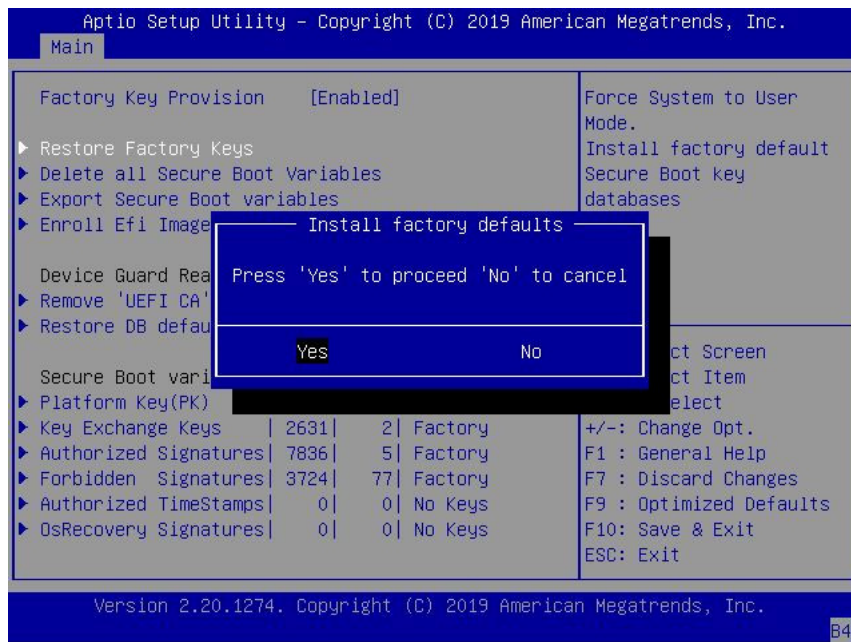 Aptio Setup Utility – Copyright (C) 2019 American Megatrends, Inc.
Main
Factory Key Provision [Enabled]
Restore Factory Keys
Delete all Secure Boot Variables
Export Secure Boot variables
Enroll Efi Image
Device Guard Rea
Remove 'UEFI CA'
Restore DB defau
Secure Boot vari
Platform Key(PK)
Key Exchange Keys | 2631| 2| Factory
Authorized Signatures| 7836| 5| Factory
Forbidden Signatures| 3724| 77| Factory
Authorized TimeStamps| 0| 0| No Keys
OsRecovery Signatures| 0| 0| No Keys
Install factory defaults
Press 'Yes' to proceed 'No' to cancel
Yes No
Force System to User
Mode.
Install factory default
Secure Boot key
databases
ct Screen
ct Item
elect
+/-: Change Opt.
F1 : General Help
F7 : Discard Changes
F9 : Optimized Defaults
F10: Save & Exit
ESC: Exit
Version 2.20.1274. Copyright (C) 2019 American Megatrends, Inc.
B4